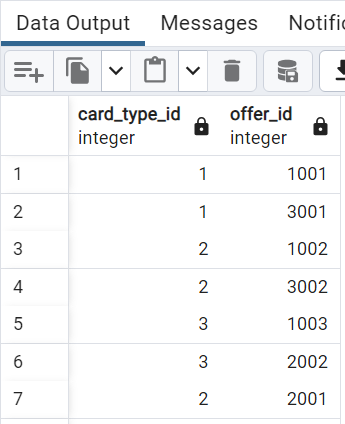 Data Output Messages Notific
card_type_id offer_id
integer integer
1 1 1001
2 1 3001
3 2 1002
4 2 3002
5 3 1003
6 3 2002
7 2 2001